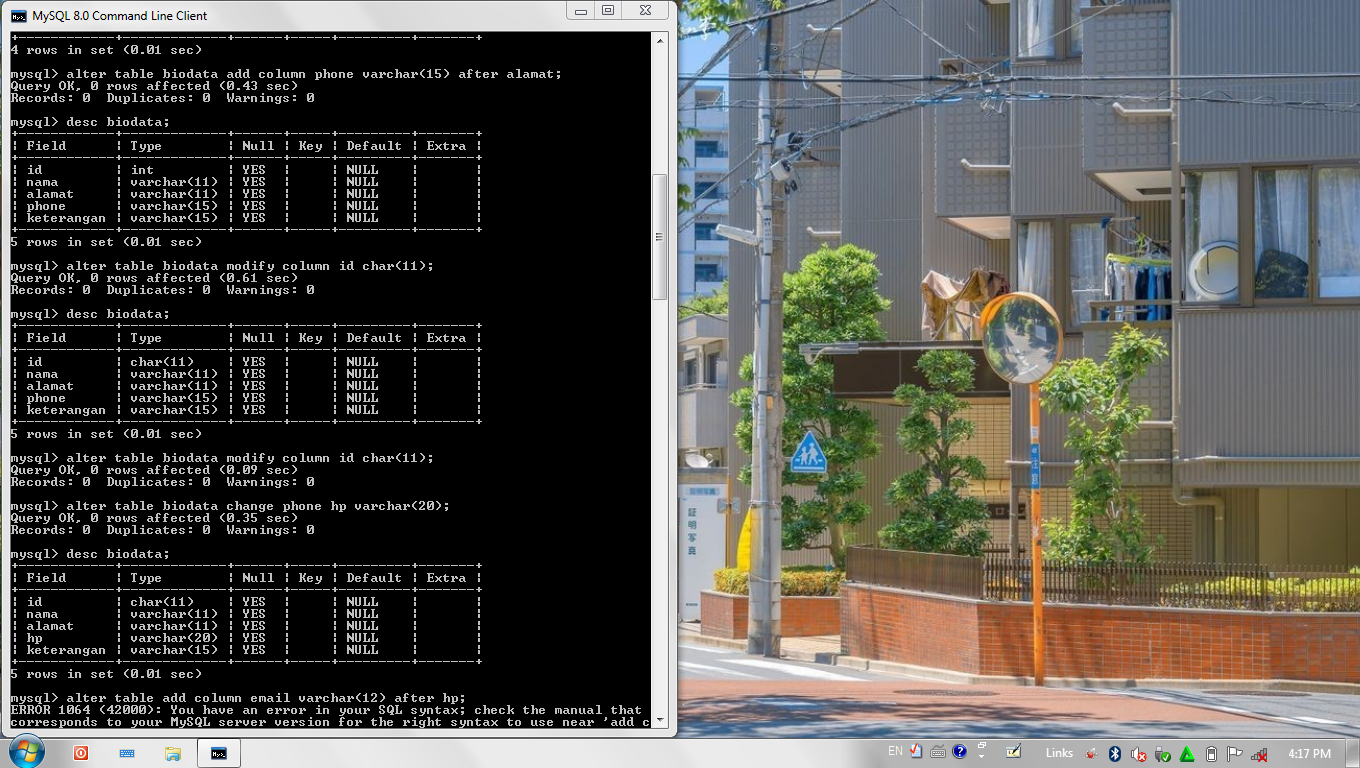 MySQL 8.0 Command Line Client
+------------+-------------+------+-----+---------+-------+
4 rows in set (0.01 sec)
mysql> alter table biodata add column phone varchar(15) after alamat;
Query OK, 0 rows affected (0.43 sec)
Records: 0  Duplicates: 0  Warnings: 0
mysql> desc biodata;
+------------+-------------+------+-----+---------+-------+
| Field      | Type        | Null | Key | Default | Extra |
+------------+-------------+------+-----+---------+-------+
| id         | int         | YES  |     | NULL    |       |
| nama       | varchar(11) | YES  |     | NULL    |       |
| alamat     | varchar(11) | YES  |     | NULL    |       |
| phone      | varchar(15) | YES  |     | NULL    |       |
| keterangan | varchar(15) | YES  |     | NULL    |       |
+------------+-------------+------+-----+---------+-------+
5 rows in set (0.01 sec)
mysql> alter table biodata modify column id char(11);
Query OK, 0 rows affected (0.61 sec)
Records: 0  Duplicates: 0  Warnings: 0
mysql> desc biodata;
+------------+-------------+------+-----+---------+-------+
| Field      | Type        | Null | Key | Default | Extra |
+------------+-------------+------+-----+---------+-------+
| id         | char(11)    | YES  |     | NULL    |       |
| nama       | varchar(11) | YES  |     | NULL    |       |
| alamat     | varchar(11) | YES  |     | NULL    |       |
| phone      | varchar(15) | YES  |     | NULL    |       |
| keterangan | varchar(15) | YES  |     | NULL    |       |
+------------+-------------+------+-----+---------+-------+
5 rows in set (0.01 sec)
mysql> alter table biodata modify column id char(11);
Query OK, 0 rows affected (0.09 sec)
Records: 0  Duplicates: 0  Warnings: 0
mysql> alter table biodata change phone hp varchar(20);
Query OK, 0 rows affected (0.35 sec)
Records: 0  Duplicates: 0  Warnings: 0
mysql> desc biodata;
+------------+-------------+------+-----+---------+-------+
| Field      | Type        | Null | Key | Default | Extra |
+------------+-------------+------+-----+---------+-------+
| id         | char(11)    | YES  |     | NULL    |       |
| nama       | varchar(11) | YES  |     | NULL    |       |
| alamat     | varchar(11) | YES  |     | NULL    |       |
| hp         | varchar(20) | YES  |     | NULL    |       |
| keterangan | varchar(15) | YES  |     | NULL    |       |
+------------+-------------+------+-----+---------+-------+
5 rows in set (0.01 sec)
mysql> alter table add column email varchar(12) after hp;
ERROR 1064 (42000): You have an error in your SQL syntax; check the manual that
corresponds to your MySQL server version for the right syntax to use near 'add c
証明写真
EN
Links
4:17 PM